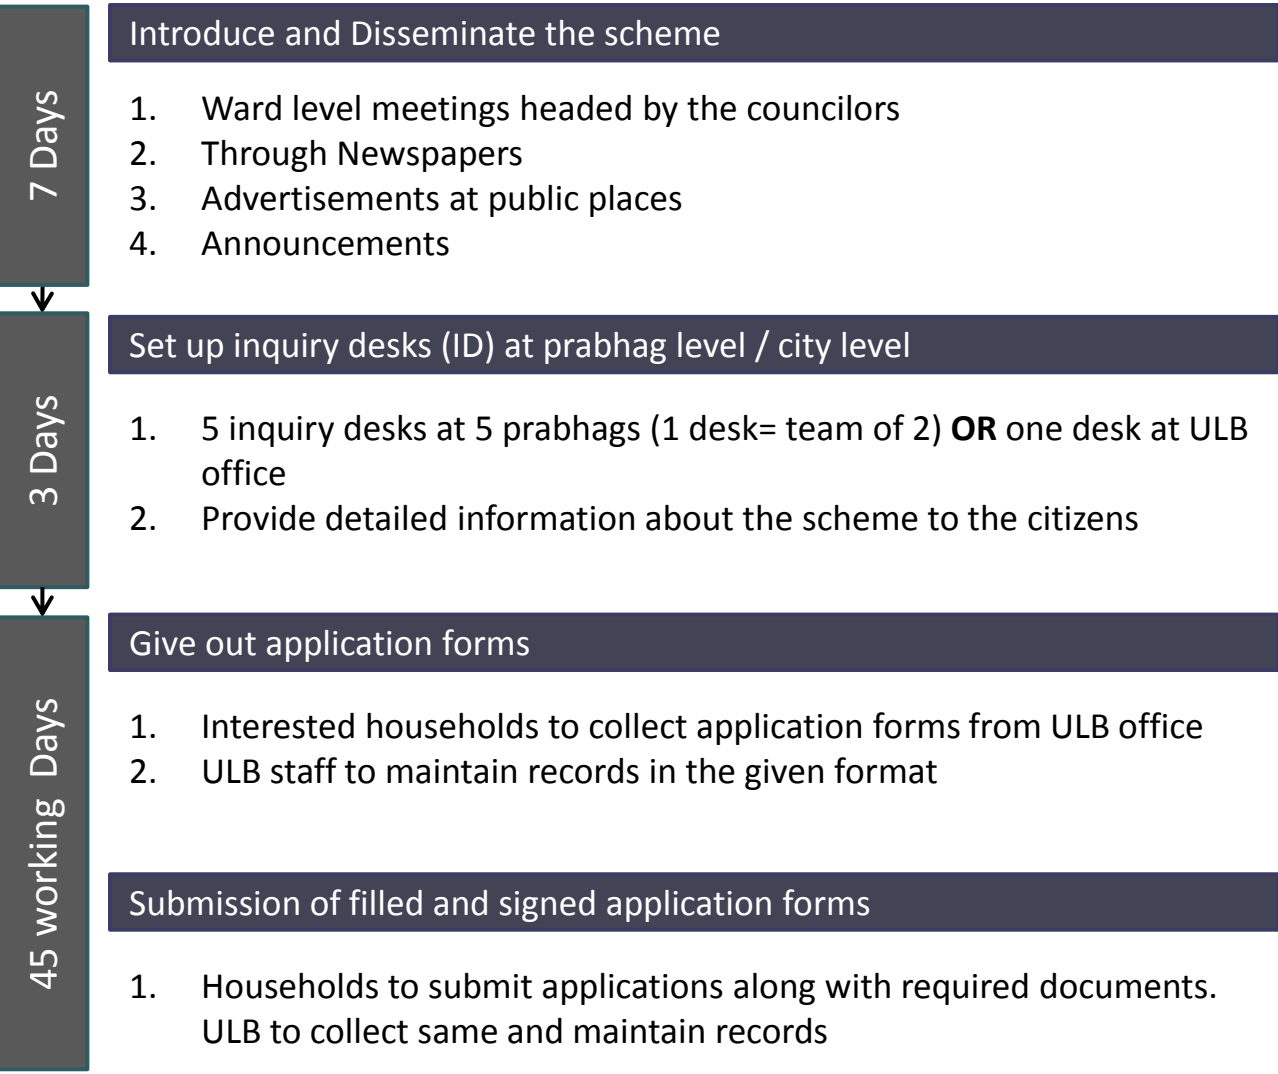 7 Days
Introduce and Disseminate the scheme
1. Ward level meetings headed by the councilors
2. Through Newspapers
3. Advertisements at public places
4. Announcements
3 Days
Set up inquiry desks (ID) at prabhag level / city level
1. 5 inquiry desks at 5 prabhags (1 desk= team of 2) OR one desk at ULB
office
2. Provide detailed information about the scheme to the citizens
45 working Days
Give out application forms
1. Interested households to collect application forms from ULB office
2. ULB staff to maintain records in the given format
Submission of filled and signed application forms
1. Households to submit applications along with required documents.
ULB to collect same and maintain records